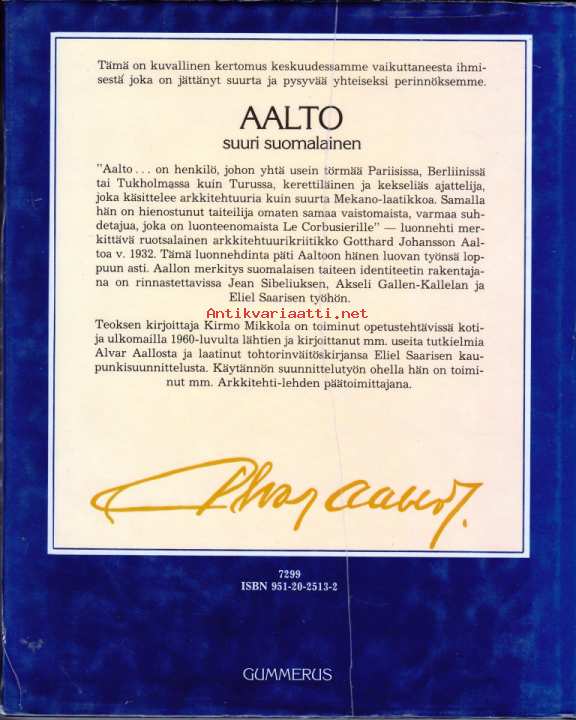 Tämä on kuvallinen kertomus keskuudessamme vaikuttaneesta ihmi-
sestä joka on jättänyt suurta ja pysyvää yhteiseksi perinnöksemme.
AALTO
suuri suomalainen
"Aalto . . . on henkilö, johon yhtä usein törmää Pariisissa, Berliinissä
tai Tukholmassa kuin Turussa, kerettiläinen ja kekseliäs ajattelija,
joka käsittelee arkkitehtuuria kuin suurta Mekano-laatikkoa. Samalla
hän on hienostunut taiteilija omaten samaa vaistomaista, varmaa suh-
detajua, joka on luonteenomaista Le Corbusierille" — luonnehti mer-
kittävä ruotsalainen arkkitehtuurikriitikko Gotthard Johansson Aal-
toa v. 1932. Tämä luonnehdinta päti Aaltoon hänen luovan työnsä lop-
puun asti. Aallon merkitys suomalaisen taiteen identiteetin rakentaja-
na on rinnastettavissa Jean Sibeliuksen, Akseli Gallen-Kallelan ja
Eliel Saarisen työhön.
Antikvariaatti.net
Teoksen kirjoittaja Kirmo Mikkola on toiminut opetustehtävissä koti-
ja ulkomailla 1960-luvulta lähtien ja kirjoittanut mm. useita tutkielmia
Alvar Aallosta ja laatinut tohtorinväitöskirjansa Eliel Saarisen kau-
punkisuunnittelusta. Käytännön suunnittelutyön ohella hän on toimi-
nut mm. Arkkitehti-lehden päätoimittajana.
Alvar Aalto
7299
ISBN 951-20-2513-2
GUMMERUS